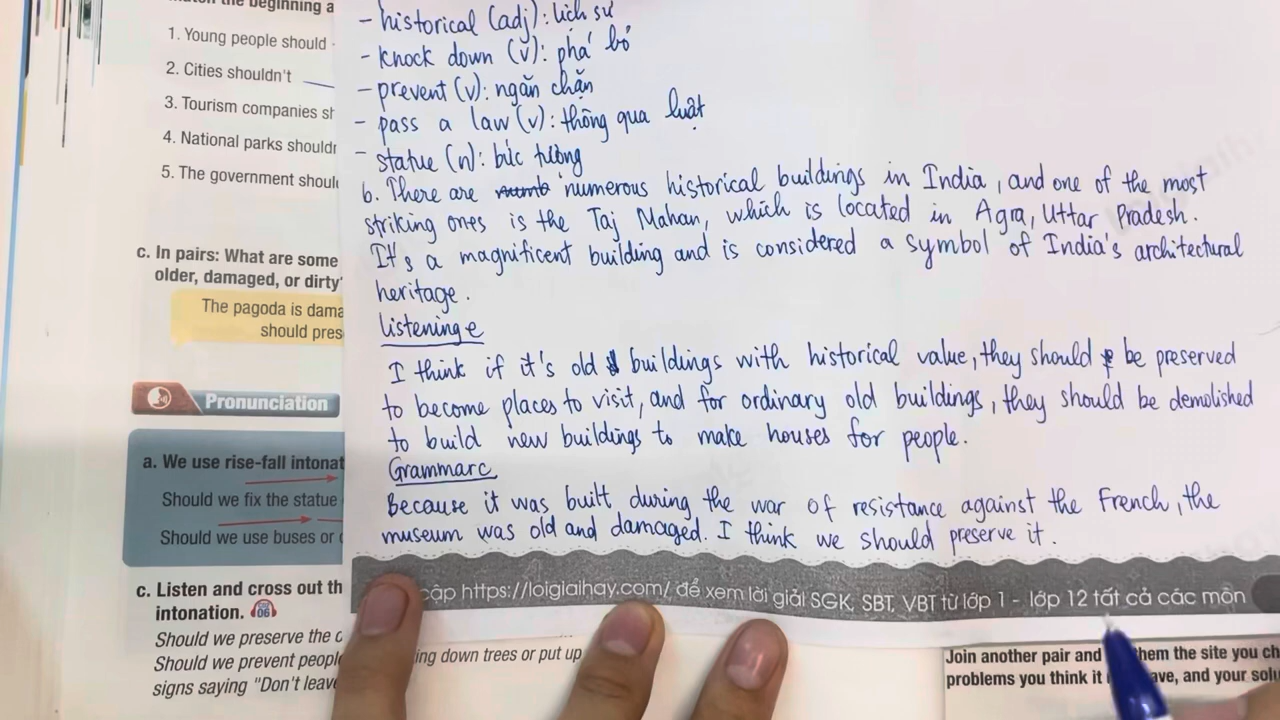 the beginning a
1. Young people should
2. Cities shouldn't
3. Tourism companies sh
4. National parks should
5. The government shoul
c. In pairs: What are some
older, damaged, or dirty
The pagoda is dama
should pres
Pronunciation
a. We use rise-fall intonat
Should we fix the statue
Should we use buses or
c. Listen and cross out th
intonation. 06
Should we preserve the
Should we prevent peopl
signs saying "Don't leav
- historical (adj): lịch sử
- knock down (v): phá bỏ
- prevent (v): ngăn chặn
- pass a law (v): thông qua luật
- statue (n): bức tượng
b. There are numb numerous historical buildings in India, and one of the most
striking ones is the Taj Mahan, which is located in Agra, Uttar Pradesh.
It's a magnificent building and is considered a symbol of India's architectural
heritage.
listening e
I think if it's old buildings with historical value, they should be preserved
to become places to visit, and for ordinary old buildings, they should be demolished
to build new buildings to make houses for people.
Grammar c
Because it was built during the war of resistance against the French, the
museum was old and damaged. I think we should preserve it.
cập https://loigiaihay.com/ để xem lời giải SGK, SBT, VBT từ lớp 1 - lớp 12 tất cả các môn
ing down trees or put up
Join another pair and them the site you ch
problems you think it ave, and your solu